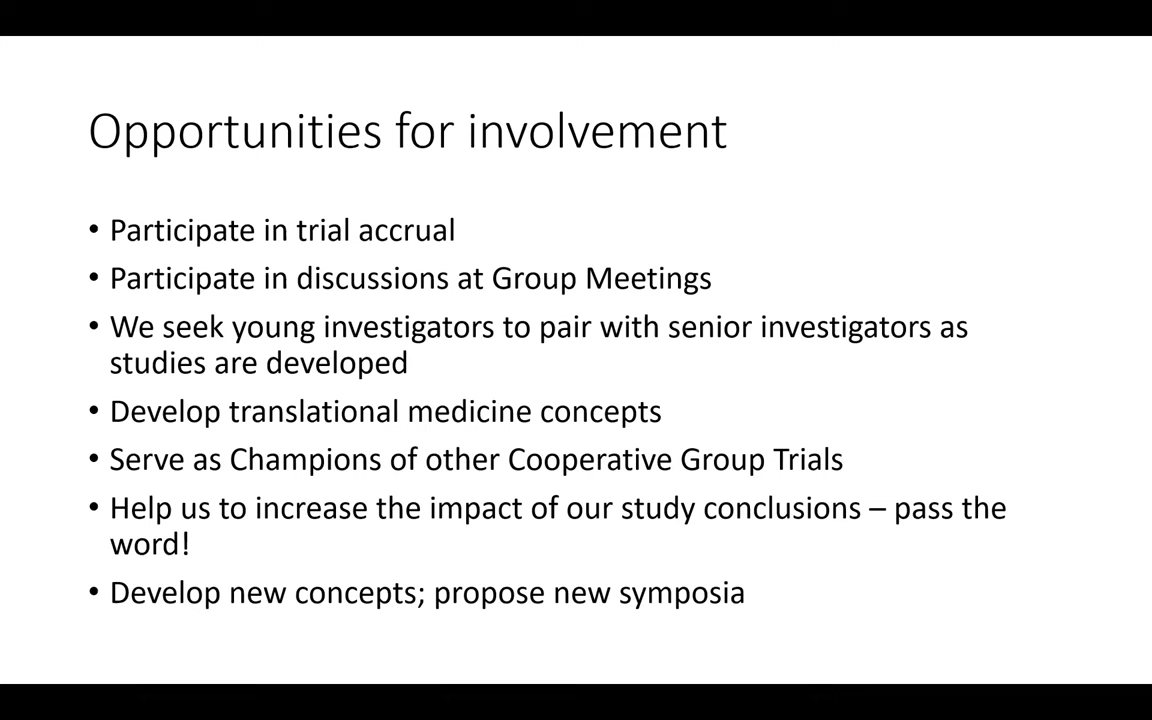 Opportunities for involvement
• Participate in trial accrual
• Participate in discussions at Group Meetings
• We seek young investigators to pair with senior investigators as
studies are developed
• Develop translational medicine concepts
• Serve as Champions of other Cooperative Group Trials
• Help us to increase the impact of our study conclusions – pass the
word!
• Develop new concepts; propose new symposia